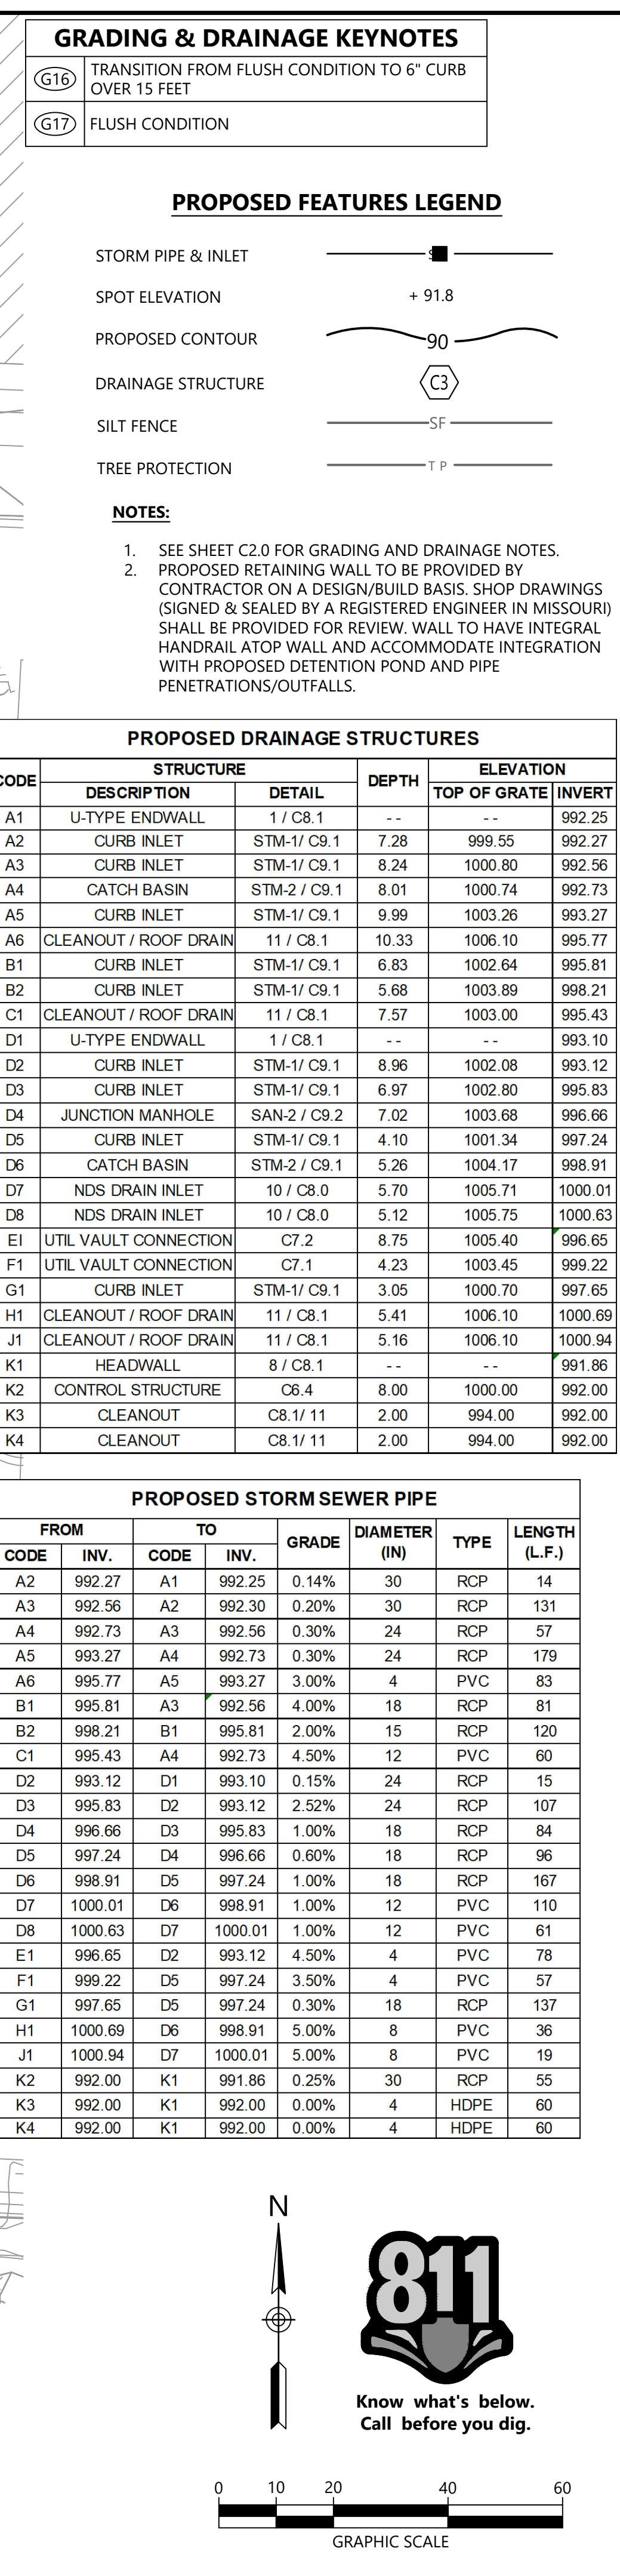 GRADING & DRAINAGE KEYNOTES
G16 TRANSITION FROM FLUSH CONDITION TO 6" CURB
OVER 15 FEET
G17 FLUSH CONDITION
PROPOSED FEATURES LEGEND
STORM PIPE & INLET
SPOT ELEVATION + 91.8
PROPOSED CONTOUR 90
DRAINAGE STRUCTURE C3
SILT FENCE SF
TREE PROTECTION T P
NOTES:
1. SEE SHEET C2.0 FOR GRADING AND DRAINAGE NOTES.
2. PROPOSED RETAINING WALL TO BE PROVIDED BY
CONTRACTOR ON A DESIGN/BUILD BASIS. SHOP DRAWINGS
(SIGNED & SEALED BY A REGISTERED ENGINEER IN MISSOURI)
SHALL BE PROVIDED FOR REVIEW. WALL TO HAVE INTEGRAL
HANDRAIL ATOP WALL AND ACCOMMODATE INTEGRATION
WITH PROPOSED DETENTION POND AND PIPE
PENETRATIONS/OUTFALLS.
PROPOSED DRAINAGE STRUCTURES
CODE STRUCTURE DEPTH ELEVATION
DESCRIPTION DETAIL TOP OF GRATE INVERT
A1 U-TYPE ENDWALL 1 / C8.1 - - - - 992.25
A2 CURB INLET STM-1/ C9.1 7.28 999.55 992.27
A3 CURB INLET STM-1/ C9.1 8.24 1000.80 992.56
A4 CATCH BASIN STM-2 / C9.1 8.01 1000.74 992.73
A5 CURB INLET STM-1/ C9.1 9.99 1003.26 993.27
A6 CLEANOUT / ROOF DRAIN 11 / C8.1 10.33 1006.10 995.77
B1 CURB INLET STM-1/ C9.1 6.83 1002.64 995.81
B2 CURB INLET STM-1/ C9.1 5.68 1003.89 998.21
C1 CLEANOUT / ROOF DRAIN 11 / C8.1 7.57 1003.00 995.43
D1 U-TYPE ENDWALL 1 / C8.1 - - - - 993.10
D2 CURB INLET STM-1/ C9.1 8.96 1002.08 993.12
D3 CURB INLET STM-1/ C9.1 6.97 1002.80 995.83
D4 JUNCTION MANHOLE SAN-2 / C9.2 7.02 1003.68 996.66
D5 CURB INLET STM-1/ C9.1 4.10 1001.34 997.24
D6 CATCH BASIN STM-2 / C9.1 5.26 1004.17 998.91
D7 NDS DRAIN INLET 10 / C8.0 5.70 1005.71 1000.01
D8 NDS DRAIN INLET 10 / C8.0 5.12 1005.75 1000.63
EI UTIL VAULT CONNECTION C7.2 8.75 1005.40 996.65
F1 UTIL VAULT CONNECTION C7.1 4.23 1003.45 999.22
G1 CURB INLET STM-1/ C9.1 3.05 1000.70 997.65
H1 CLEANOUT / ROOF DRAIN 11 / C8.1 5.41 1006.10 1000.69
J1 CLEANOUT / ROOF DRAIN 11 / C8.1 5.16 1006.10 1000.94
K1 HEADWALL 8 / C8.1 - - - - 991.86
K2 CONTROL STRUCTURE C6.4 8.00 1000.00 992.00
K3 CLEANOUT C8.1/ 11 2.00 994.00 992.00
K4 CLEANOUT C8.1/ 11 2.00 994.00 992.00
PROPOSED STORM SEWER PIPE
FROM TO GRADE DIAMETER (IN) TYPE LENGTH (L.F.)
CODE INV. CODE INV.
A2 992.27 A1 992.25 0.14% 30 RCP 14
A3 992.56 A2 992.30 0.20% 30 RCP 131
A4 992.73 A3 992.56 0.30% 24 RCP 57
A5 993.27 A4 992.73 0.30% 24 RCP 179
A6 995.77 A5 993.27 3.00% 4 PVC 83
B1 995.81 A3 992.56 4.00% 18 RCP 81
B2 998.21 B1 995.81 2.00% 15 RCP 120
C1 995.43 A4 992.73 4.50% 12 PVC 60
D2 993.12 D1 993.10 0.15% 24 RCP 15
D3 995.83 D2 993.12 2.52% 24 RCP 107
D4 996.66 D3 995.83 1.00% 18 RCP 84
D5 997.24 D4 996.66 0.60% 18 RCP 96
D6 998.91 D5 997.24 1.00% 18 RCP 167
D7 1000.01 D6 998.91 1.00% 12 PVC 110
D8 1000.63 D7 1000.01 1.00% 12 PVC 61
E1 996.65 D2 993.12 4.50% 4 PVC 78
F1 999.22 D5 997.24 3.50% 4 PVC 57
G1 997.65 D5 997.24 0.30% 18 RCP 137
H1 1000.69 D6 998.91 5.00% 8 PVC 36
J1 1000.94 D7 1000.01 5.00% 8 PVC 19
K2 992.00 K1 991.86 0.25% 30 RCP 55
K3 992.00 K1 992.00 0.00% 4 HDPE 60
K4 992.00 K1 992.00 0.00% 4 HDPE 60
N
811
Know what's below.
Call before you dig.
0 10 20 40 60
GRAPHIC SCALE